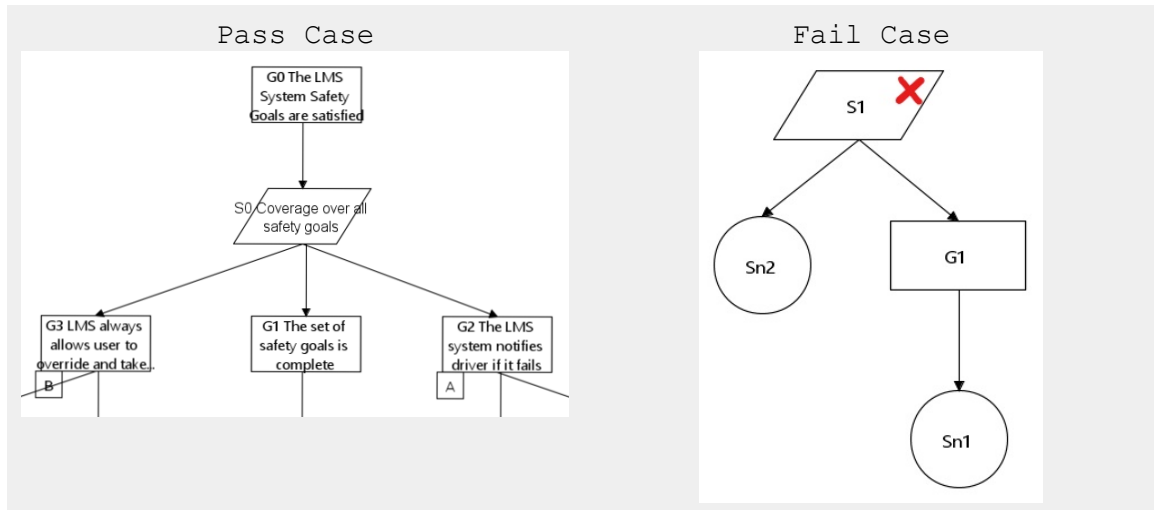 Pass Case
Fail Case
G0 The LMS
System Safety
Goals are satisfied
S0 Coverage over all
safety goals
G3 LMS always
allows user to
override and take...
B
G1 The set of
safety goals is
complete
G2 The LMS
system notifies
driver if it fails
A
S1
Sn2
G1
Sn1